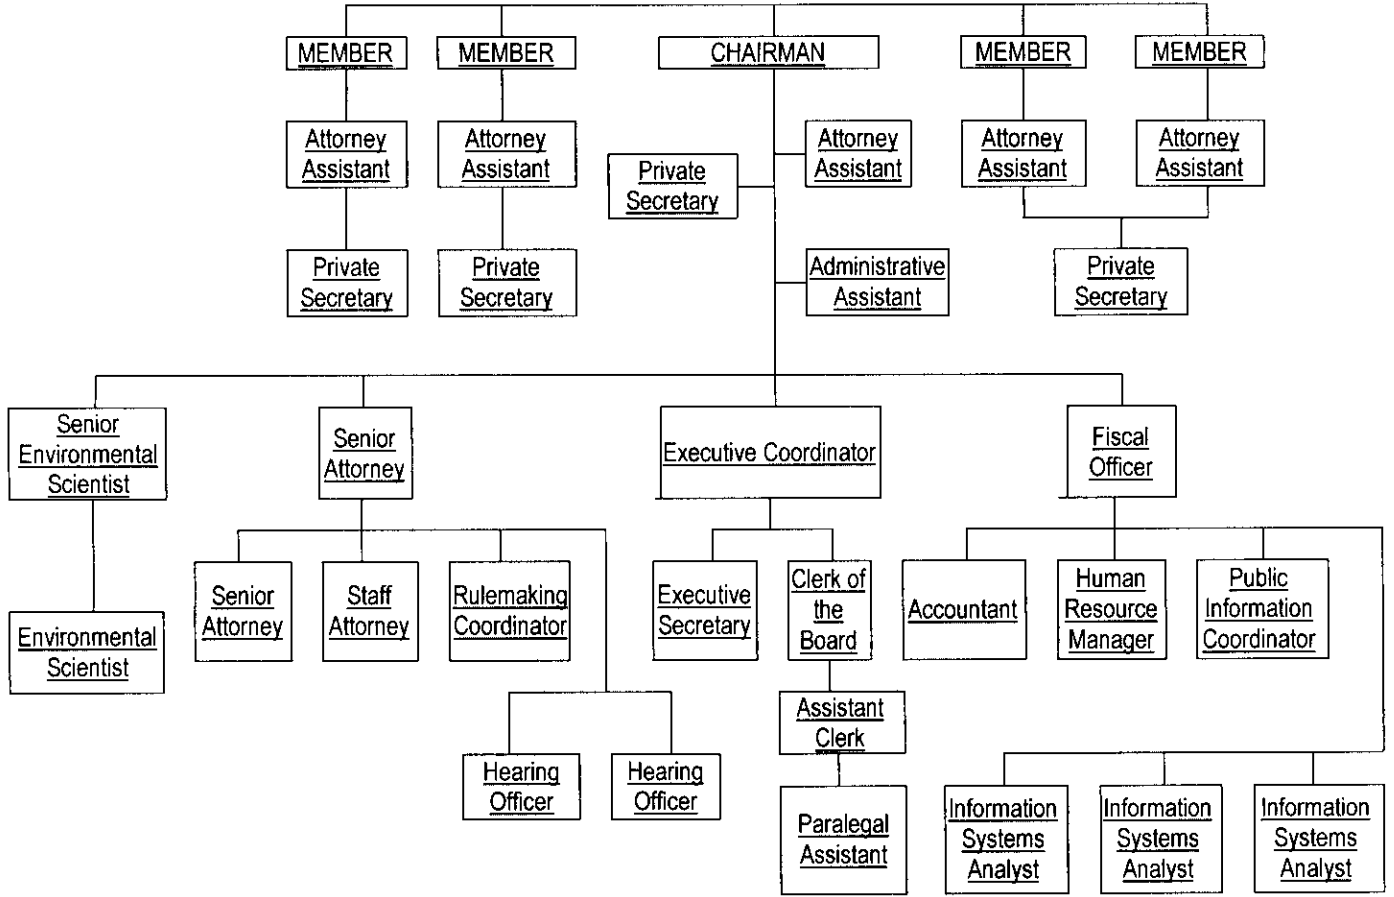 MEMBER
MEMBER
CHAIRMAN
MEMBER
MEMBER
Attorney
Assistant
Attorney
Assistant
Private
Secretary
Attorney
Assistant
Attorney
Assistant
Attorney
Assistant
Private
Secretary
Private
Secretary
Administrative
Assistant
Private
Secretary
Senior
Environmental
Scientist
Senior
Attorney
Executive Coordinator
Fiscal
Officer
Environmental
Scientist
Senior
Attorney
Staff
Attorney
Rulemaking
Coordinator
Executive
Secretary
Clerk of
the
Board
Accountant
Human
Resource
Manager
Public
Information
Coordinator
Assistant
Clerk
Hearing
Officer
Hearing
Officer
Paralegal
Assistant
Information
Systems
Analyst
Information
Systems
Analyst
Information
Systems
Analyst